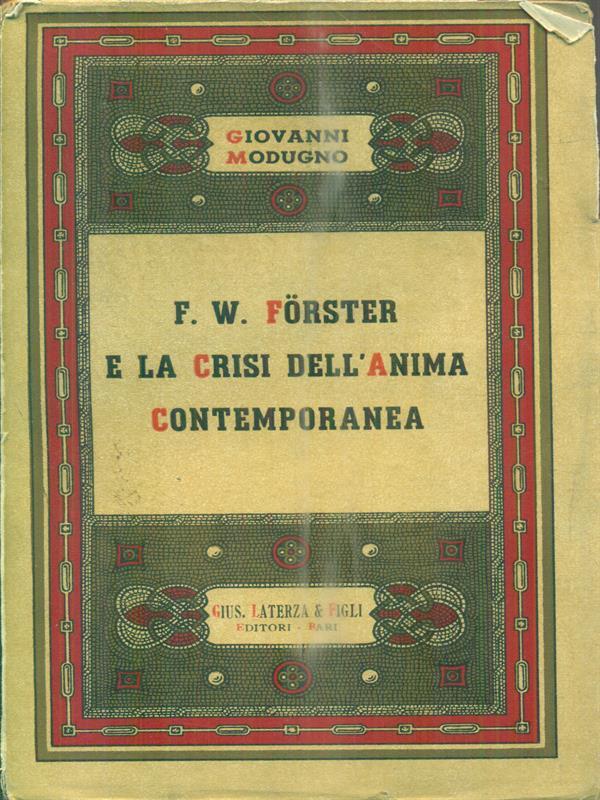 GIOVANNI
MODUGNO
F. W. FÖRSTER
E LA CRISI DELL'ANIMA
CONTEMPORANEA
GIUS. LATERZA & FIGLI
EDITORI - BARI